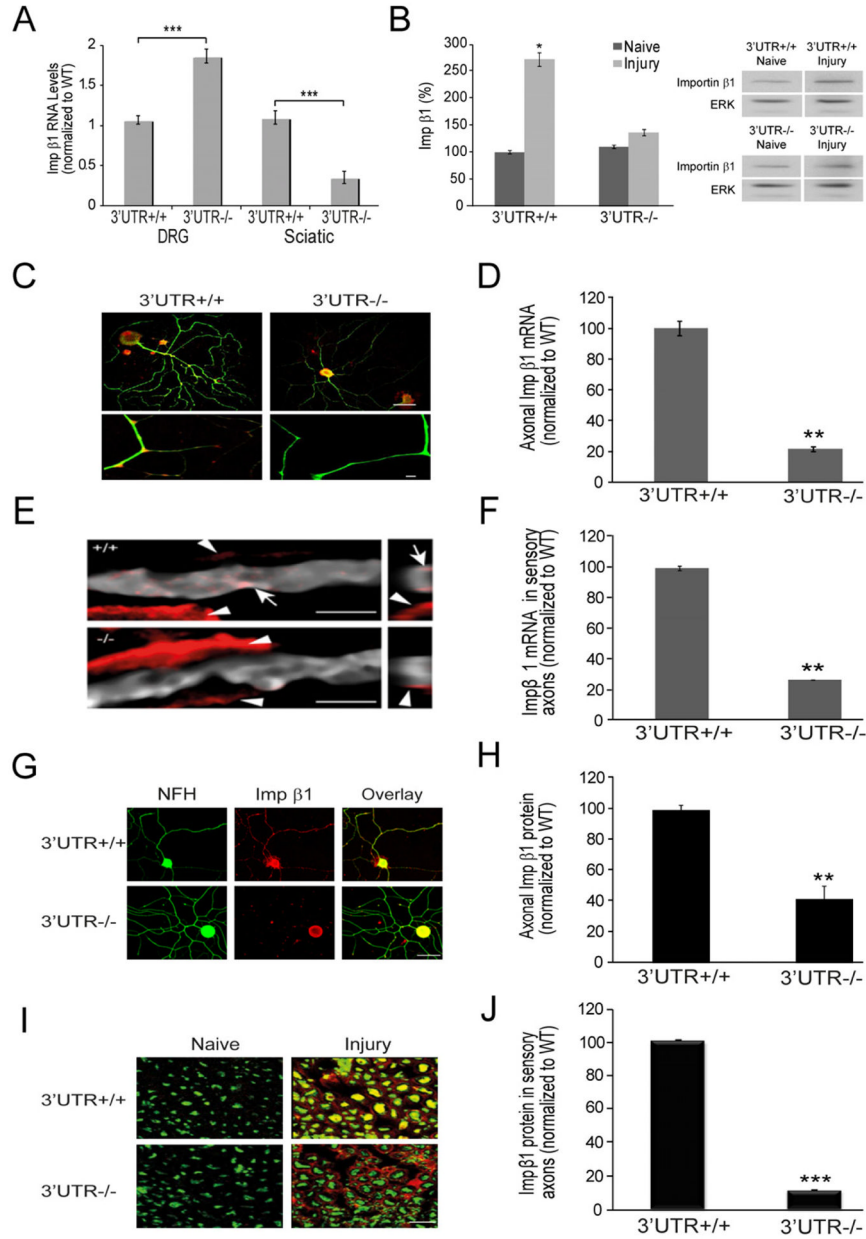 A
Imp β1 RNA Levels
(normalized to WT)
2
1.5
1
0.5
0
***
***
3'UTR+/+ 3'UTR-/- 3'UTR+/+ 3'UTR-/-
DRG Sciatic
B
Imp β1 (%)
300
250
200
150
100
50
0
*
Naive
Injury
3'UTR+/+ 3'UTR-/-
3'UTR+/+ 3'UTR+/+
Naive Injury
Importin β1
ERK
3'UTR-/- 3'UTR-/-
Naive Injury
Importin β1
ERK
C
3'UTR+/+ 3'UTR-/-
D
Axonal Imp β1 mRNA
(normalized to WT)
120
100
80
60
40
20
0
**
3'UTR+/+ 3'UTR-/-
E
+/+
-/-
F
Impβ 1 mRNA in sensory
axons (normalized to WT)
120
100
80
60
40
20
0
**
3'UTR+/+ 3'UTR-/-
G
NFH Imp β1 Overlay
3'UTR+/+
3'UTR-/-
H
Axonal Imp β1 protein
(normalized to WT)
120
100
80
60
40
20
0
**
3'UTR+/+ 3'UTR-/-
I
Naive Injury
3'UTR+/+
3'UTR-/-
J
Impβ1 protein in sensory
axons (normalized to WT)
120
100
80
60
40
20
0
***
3'UTR+/+ 3'UTR-/-